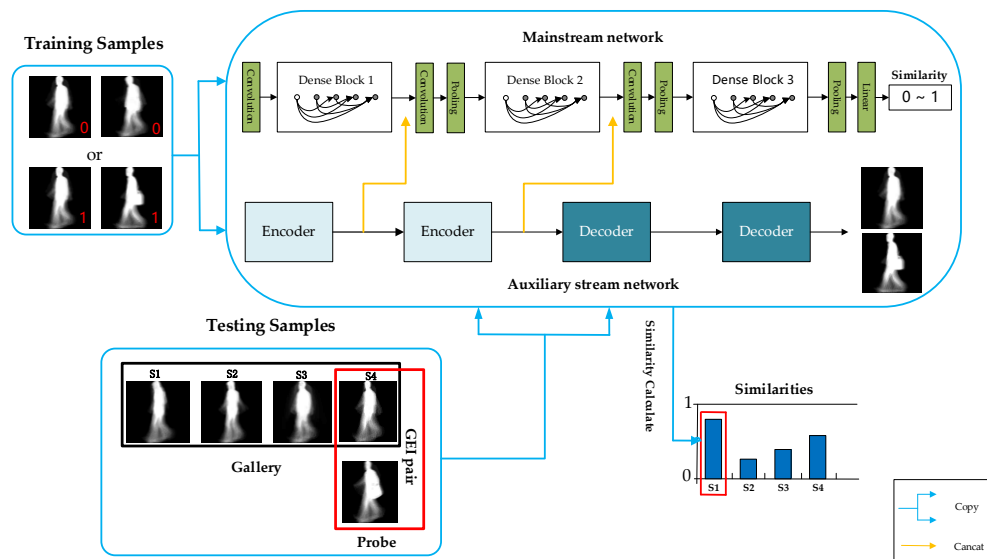 Training Samples
0 0
or
1 1
Mainstream network
Convolution
Dense Block 1
Convolution
Pooling
Dense Block 2
Convolution
Pooling
Dense Block 3
Pooling
Linear
Similarity
0 ~ 1
Encoder
Encoder
Decoder
Decoder
Auxiliary stream network
Testing Samples
S1 S2 S3 S4
Gallery
GEI pair
Probe
Similarity Calculate
Similarities
1
0
S1 S2 S3 S4
Copy
Cancat